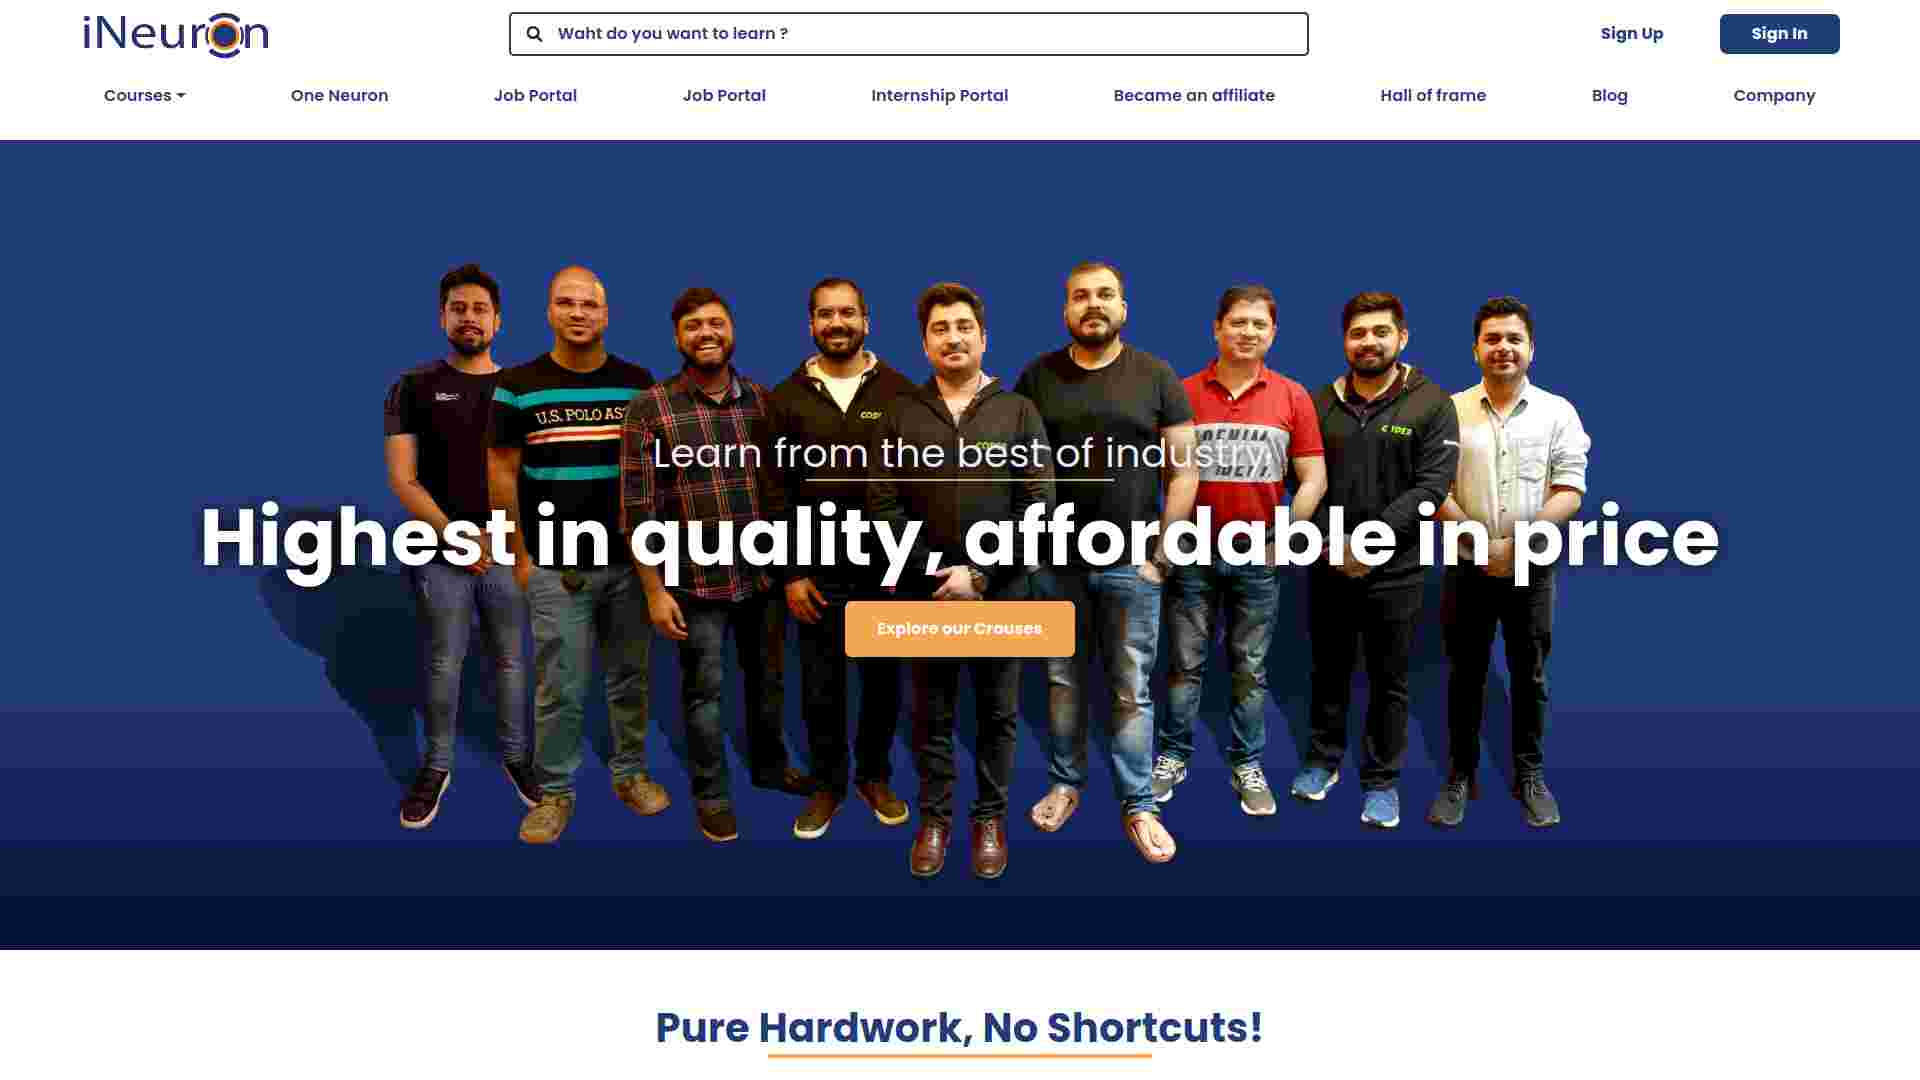 iNeuron
Waht do you want to learn ?
Sign Up
Sign In
Courses
One Neuron
Job Portal
Job Portal
Internship Portal
Became an affiliate
Hall of frame
Blog
Company
U.S. POLO AS
Learn from the best of industry
Highest in quality, affordable in price
Explore our Crouses
Pure Hardwork, No Shortcuts!